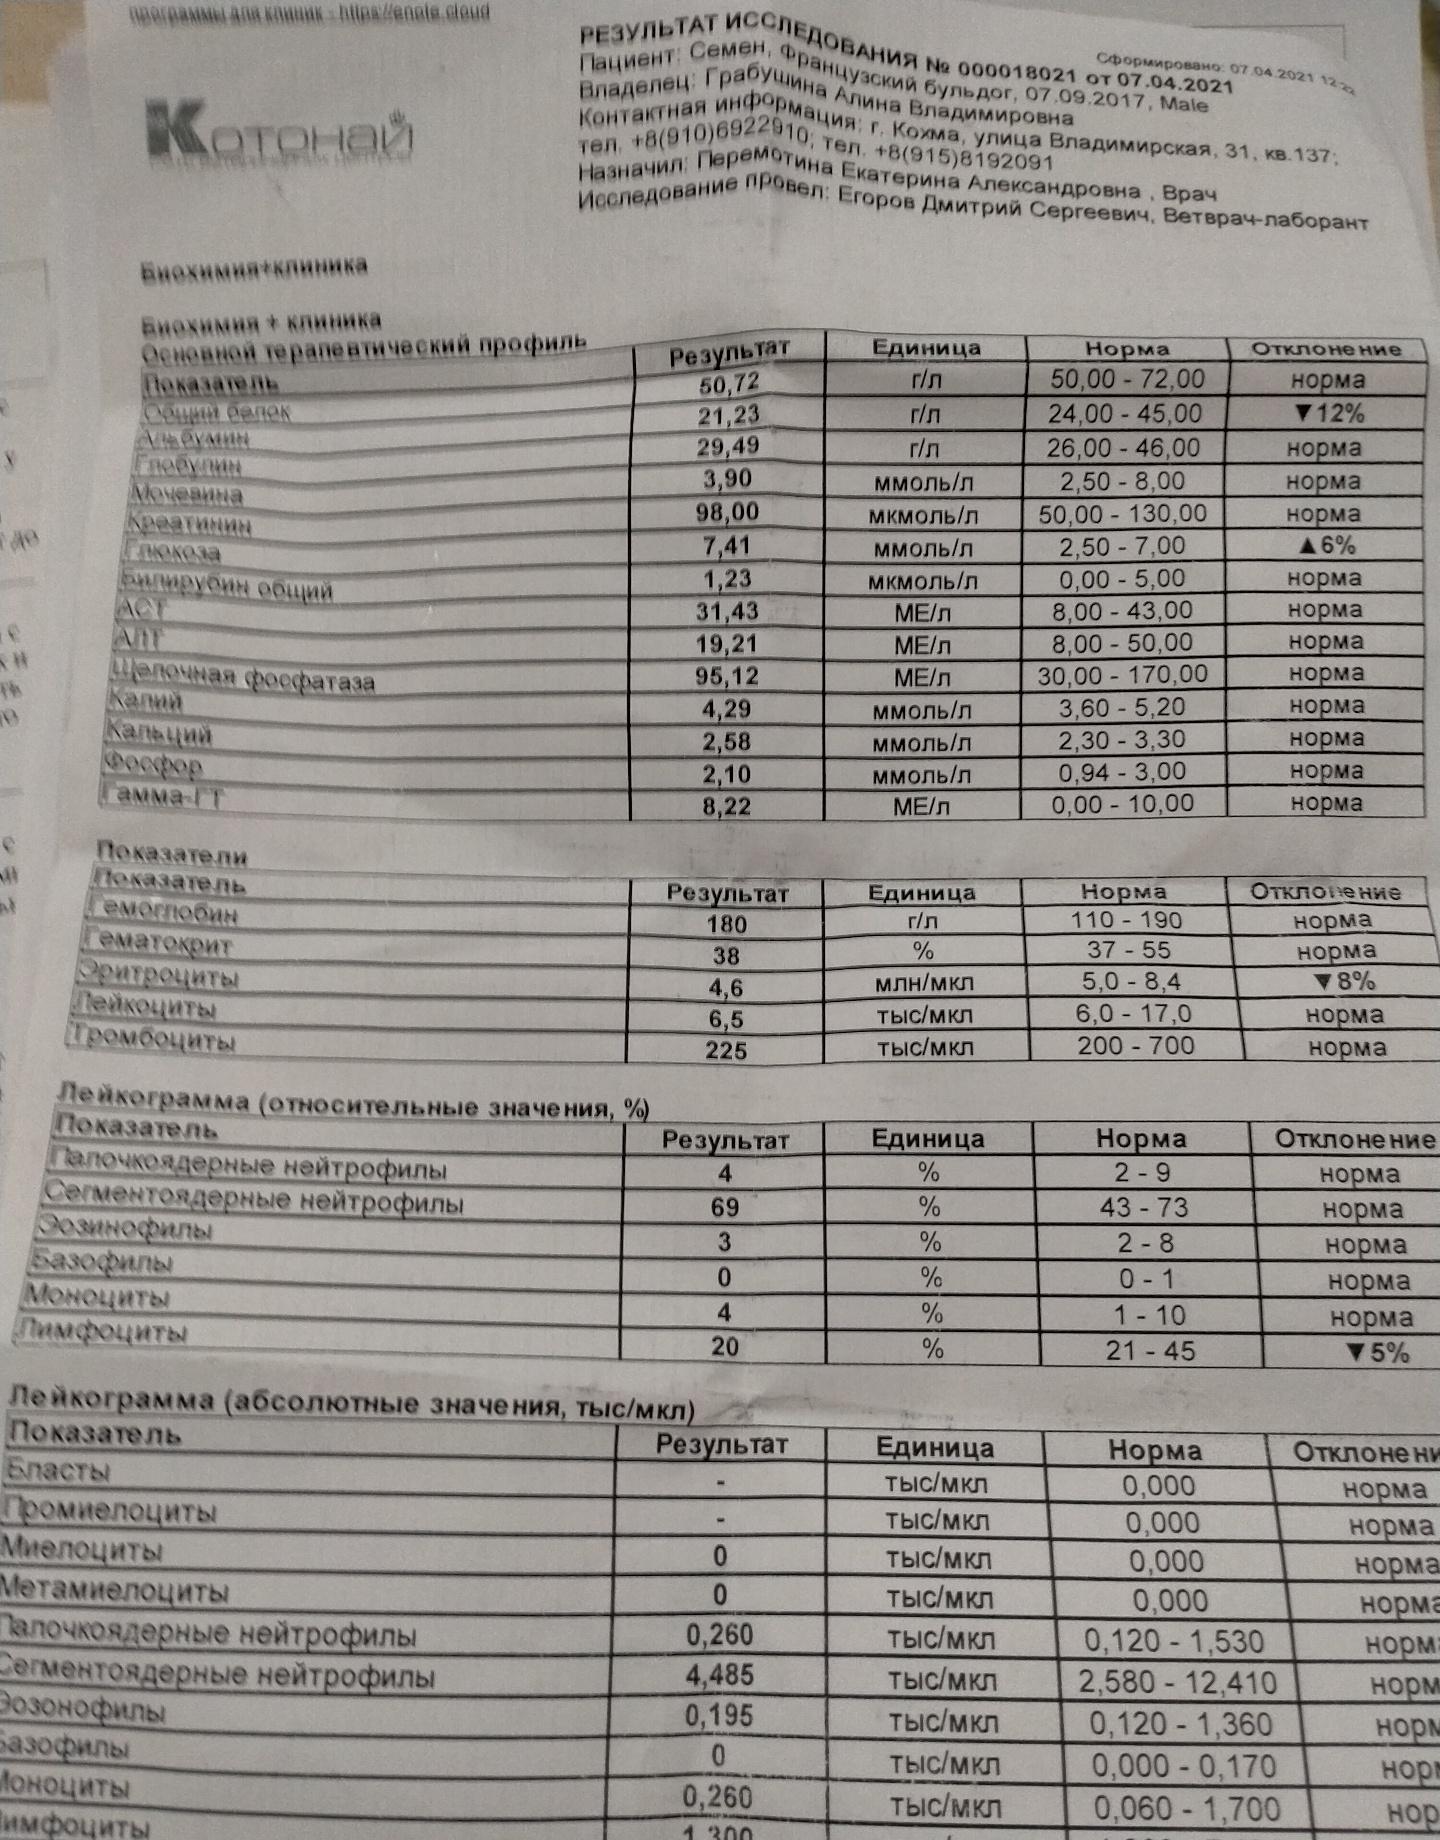 программы для клиник - https://enote.cloud
Котонай
РЕЗУЛЬТАТ ИССЛЕДОВАНИЯ № 000018021 от 07.04.2021
Сформировано: 07.04.2021 12:22
Пациент: Семен, Французский бульдог, 07.09.2017, Male
Владелец: Грабушина Алина Владимировна
Контактная информация: г. Кохма, улица Владимирская, 31, кв.137;
тел. +8(910)6922910; тел. +8(915)8192091
Назначил: Перемотина Екатерина Александровна , Врач
Исследование провел: Егоров Дмитрий Сергеевич, Ветврач-лаборант
Биохимия+клиника
Биохимия + клиника
Основной терапевтический профиль
Показатель Результат Единица Норма Отклонение
Общий белок 50,72 г/л 50,00 - 72,00 норма
Альбумин 21,23 г/л 24,00 - 45,00 ▼12%
Глобулин 29,49 г/л 26,00 - 46,00 норма
Мочевина 3,90 ммоль/л 2,50 - 8,00 норма
Креатинин 98,00 мкмоль/л 50,00 - 130,00 норма
Глюкоза 7,41 ммоль/л 2,50 - 7,00 ▲6%
Билирубин общий 1,23 мкмоль/л 0,00 - 5,00 норма
АСТ 31,43 МЕ/л 8,00 - 43,00 норма
АЛТ 19,21 МЕ/л 8,00 - 50,00 норма
Щелочная фосфатаза 95,12 МЕ/л 30,00 - 170,00 норма
Калий 4,29 ммоль/л 3,60 - 5,20 норма
Кальций 2,58 ммоль/л 2,30 - 3,30 норма
Фосфор 2,10 ммоль/л 0,94 - 3,00 норма
Гамма-ГТ 8,22 МЕ/л 0,00 - 10,00 норма
Показатели
Показатель Результат Единица Норма Отклонение
Гемоглобин 180 г/л 110 - 190 норма
Гематокрит 38 % 37 - 55 норма
Эритроциты 4,6 млн/мкл 5,0 - 8,4 ▼8%
Лейкоциты 6,5 тыс/мкл 6,0 - 17,0 норма
Тромбоциты 225 тыс/мкл 200 - 700 норма
Лейкограмма (относительные значения, %)
Показатель Результат Единица Норма Отклонение
Палочкоядерные нейтрофилы 4 % 2 - 9 норма
Сегментоядерные нейтрофилы 69 % 43 - 73 норма
Эозинофилы 3 % 2 - 8 норма
Базофилы 0 % 0 - 1 норма
Моноциты 4 % 1 - 10 норма
Лимфоциты 20 % 21 - 45 ▼5%
Лейкограмма (абсолютные значения, тыс/мкл)
Показатель Результат Единица Норма Отклонени
Бласты - тыс/мкл 0,000 норма
Промиелоциты - тыс/мкл 0,000 норма
Миелоциты 0 тыс/мкл 0,000 норма
Метамиелоциты 0 тыс/мкл 0,000 норма
Палочкоядерные нейтрофилы 0,260 тыс/мкл 0,120 - 1,530 норм
Сегментоядерные нейтрофилы 4,485 тыс/мкл 2,580 - 12,410 норм
Эозонофилы 0,195 тыс/мкл 0,120 - 1,360 норм
Базофилы 0 тыс/мкл 0,000 - 0,170 нор
Моноциты 0,260 тыс/мкл 0,060 - 1,700 нор
имфоциты 1,300